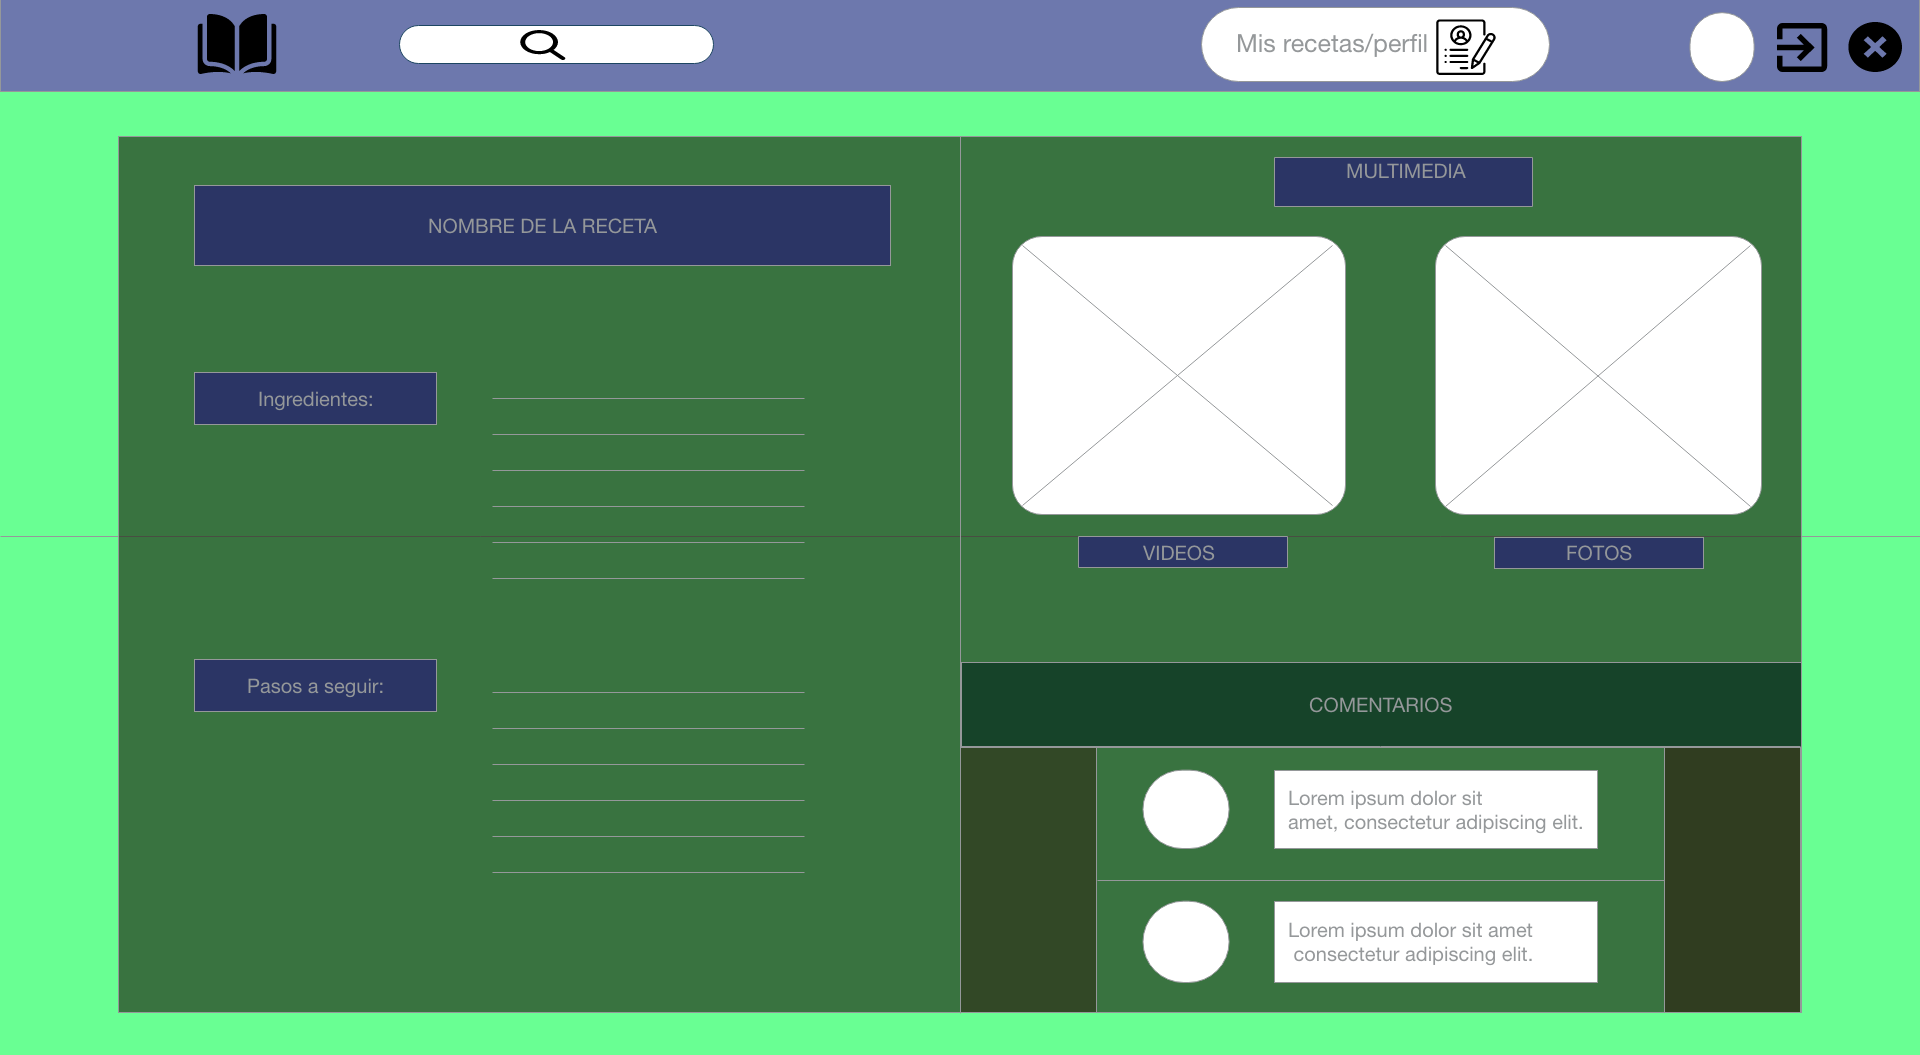 Mis recetas/perfil
NOMBRE DE LA RECETA
Ingredientes:
Pasos a seguir:
MULTIMEDIA
VIDEOS
FOTOS
COMENTARIOS
Lorem ipsum dolor sit
amet, consectetur adipiscing elit.
Lorem ipsum dolor sit amet
consectetur adipiscing elit.